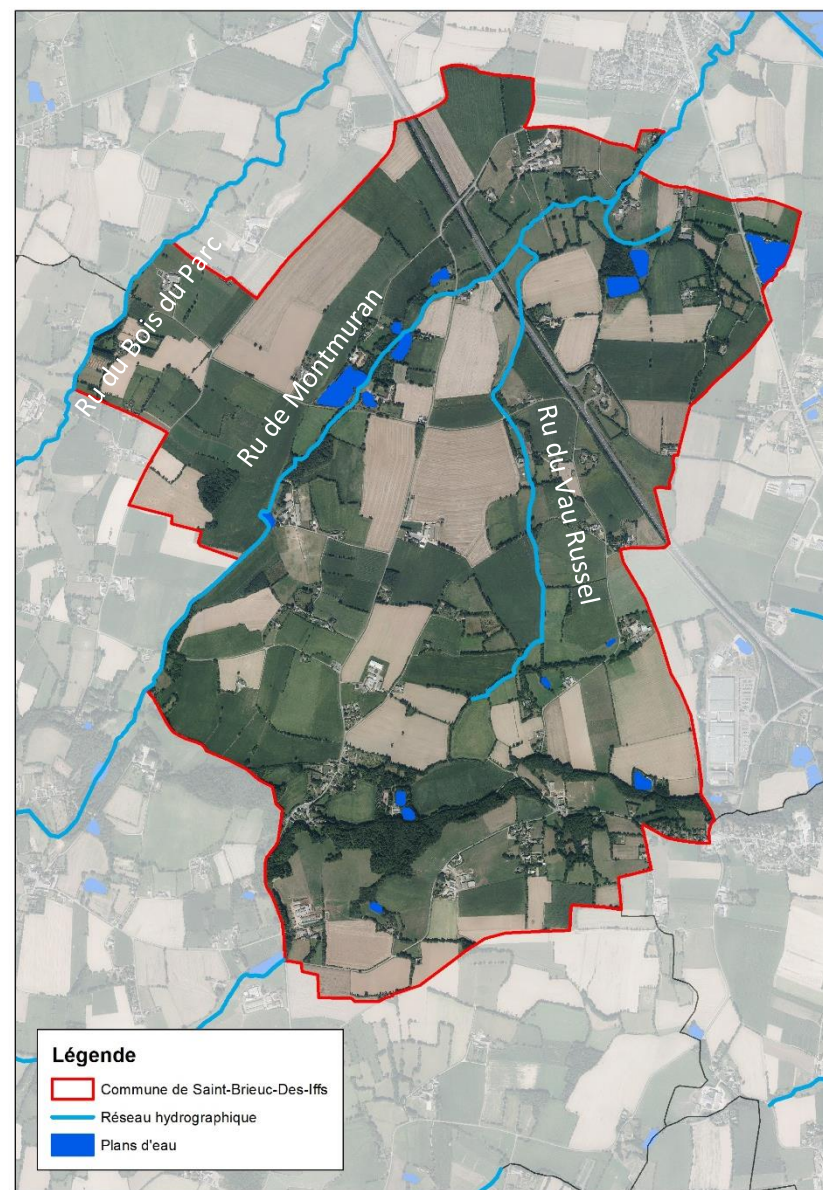 Ru du Bois du Parc
Ru de Montmuran
Ru du Vau Russel
Légende
Commune de Saint-Brieuc-Des-Iffs
Réseau hydrographique
Plans d'eau